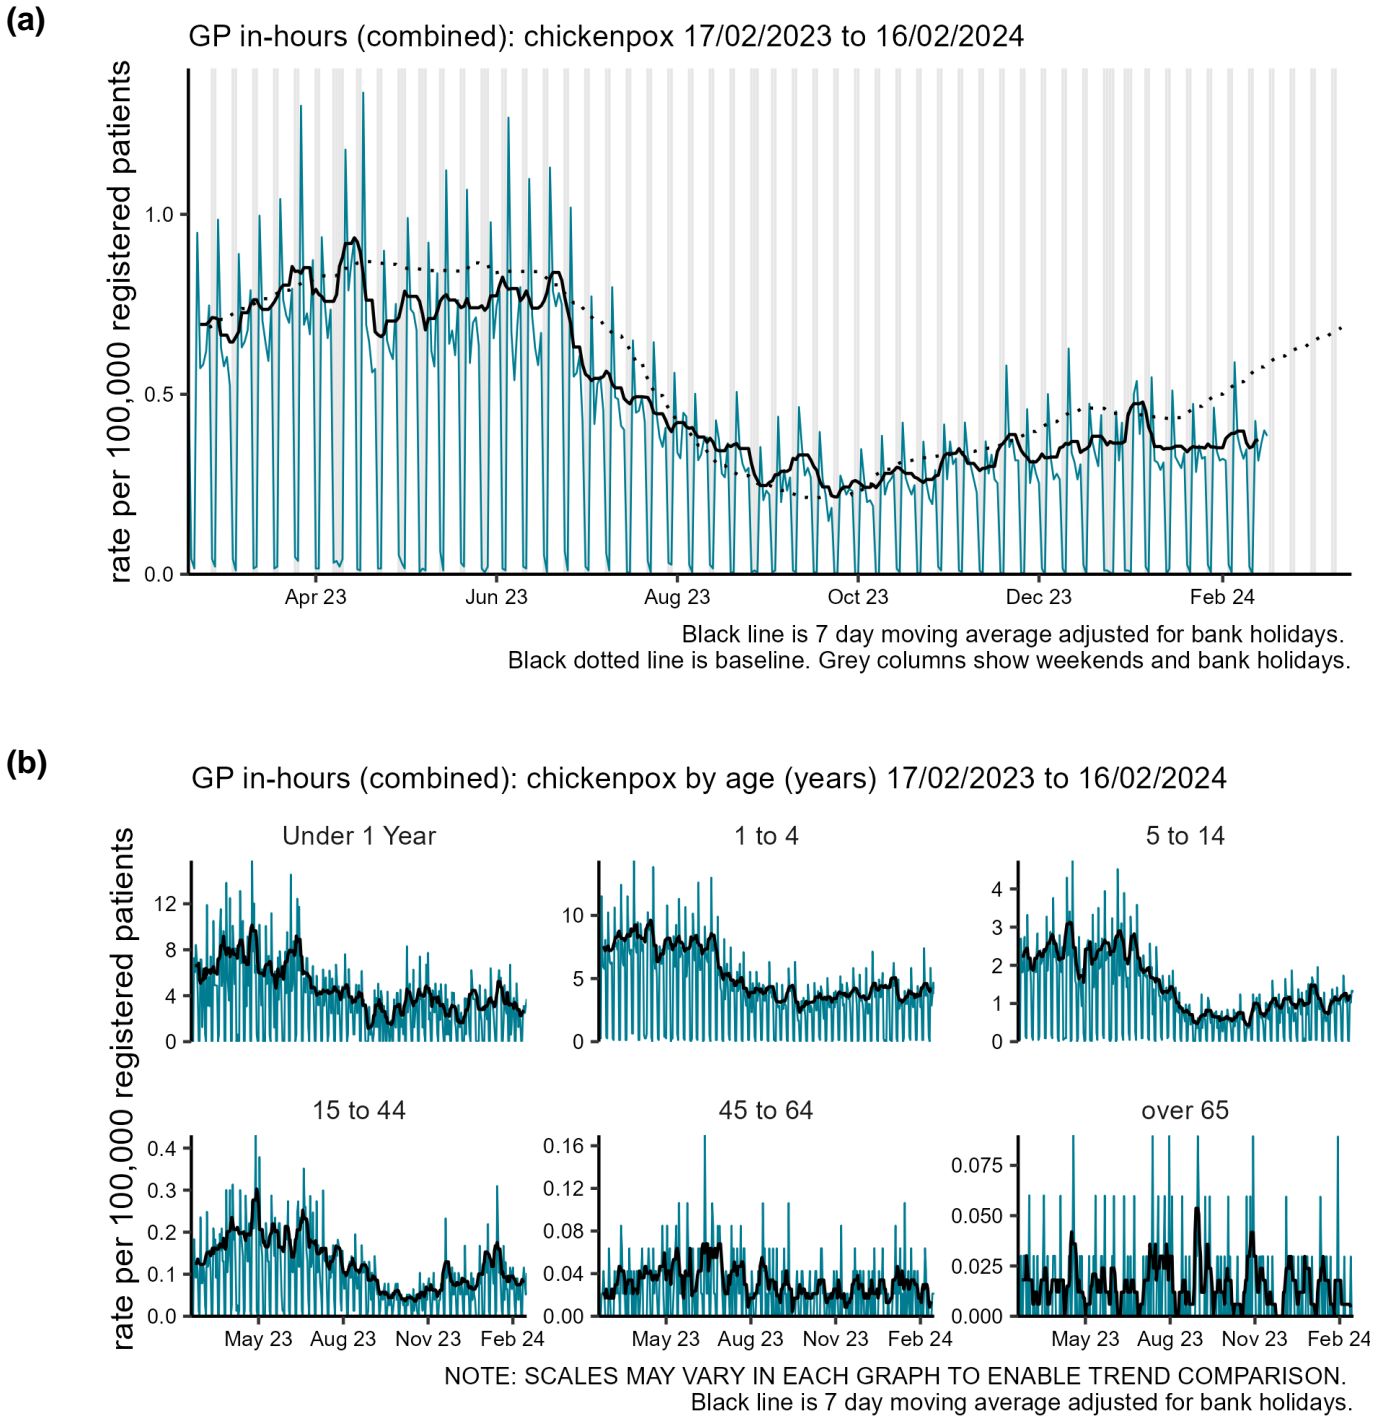 (a)
GP in-hours (combined): chickenpox 17/02/2023 to 16/02/2024
rate per 100,000 registered patients
1.0
0.5
0.0
Apr 23 Jun 23 Aug 23 Oct 23 Dec 23 Feb 24
Black line is 7 day moving average adjusted for bank holidays.
Black dotted line is baseline. Grey columns show weekends and bank holidays.
(b)
GP in-hours (combined): chickenpox by age (years) 17/02/2023 to 16/02/2024
rate per 100,000 registered patients
Under 1 Year
12
8
4
0
1 to 4
10
5
0
5 to 14
4
3
2
1
0
15 to 44
0.4
0.3
0.2
0.1
0.0
May 23 Aug 23 Nov 23 Feb 24
45 to 64
0.16
0.12
0.08
0.04
0.00
May 23 Aug 23 Nov 23 Feb 24
over 65
0.075
0.050
0.025
0.000
May 23 Aug 23 Nov 23 Feb 24
NOTE: SCALES MAY VARY IN EACH GRAPH TO ENABLE TREND COMPARISON.
Black line is 7 day moving average adjusted for bank holidays.